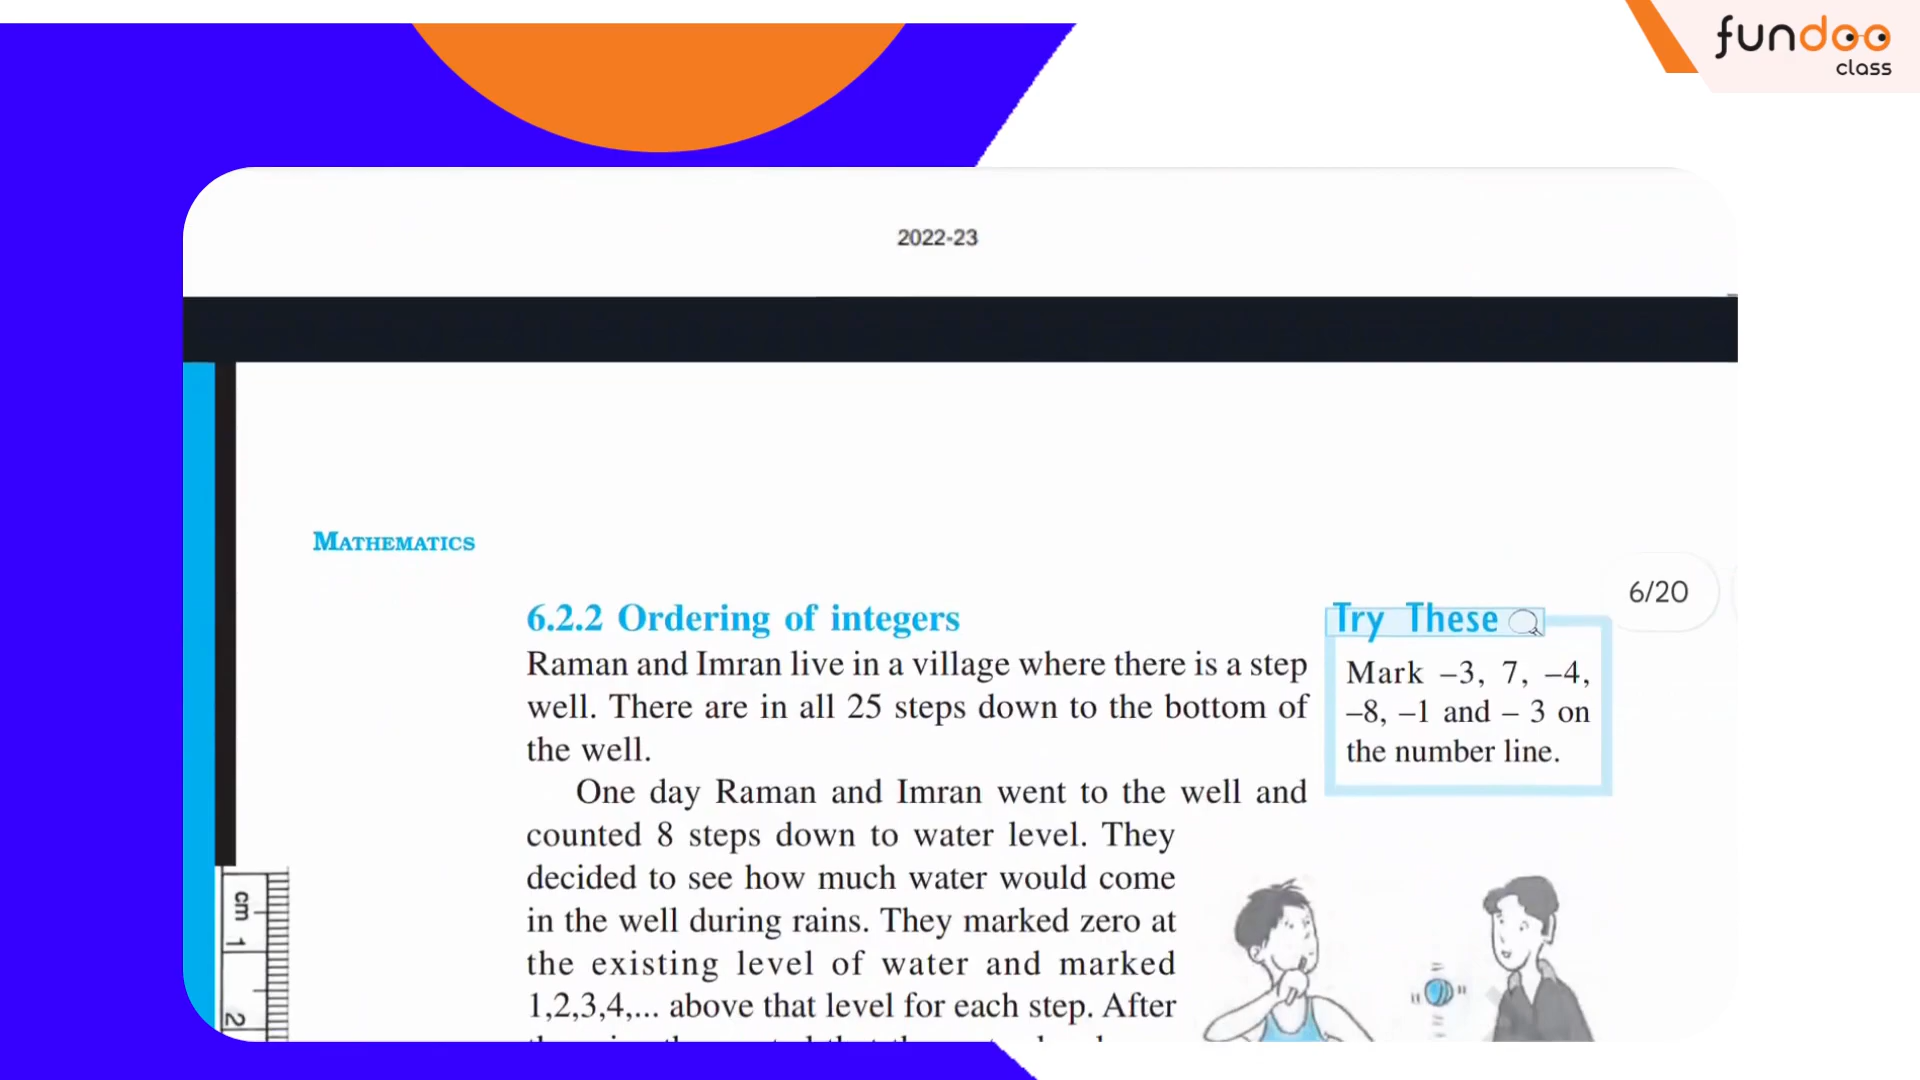 fundoo
class
2022-23
MATHEMATICS
6/20
6.2.2 Ordering of integers
Raman and Imran live in a village where there is a step
well. There are in all 25 steps down to the bottom of
the well.
One day Raman and Imran went to the well and
counted 8 steps down to water level. They
decided to see how much water would come
in the well during rains. They marked zero at
the existing level of water and marked
1,2,3,4,... above that level for each step. After
Try These
Mark –3, 7, –4,
–8, –1 and – 3 on
the number line.
cm
1
2